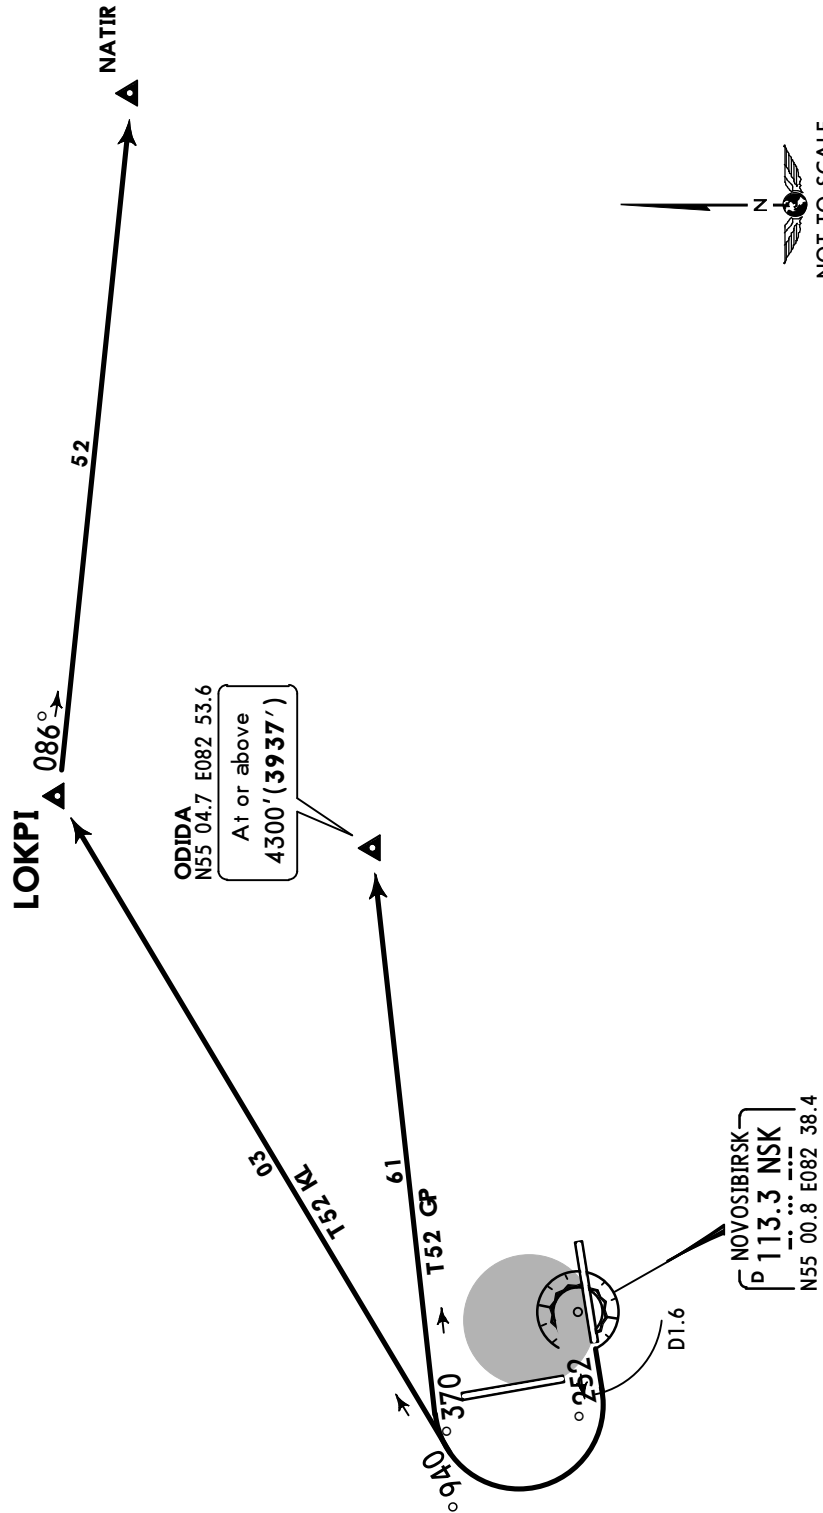 NATIR
52
LOKPI
086°
ODIDA
N55 04.7 E082 53.6
At or above
4300'(3937')
03
T52 KL
61
T52 GP
°370
°940
°252
D1.6
NOVOSIBIRSK
P 113.3 NSK
N55 00.8 E082 38.4
N
NOT TO SCALE